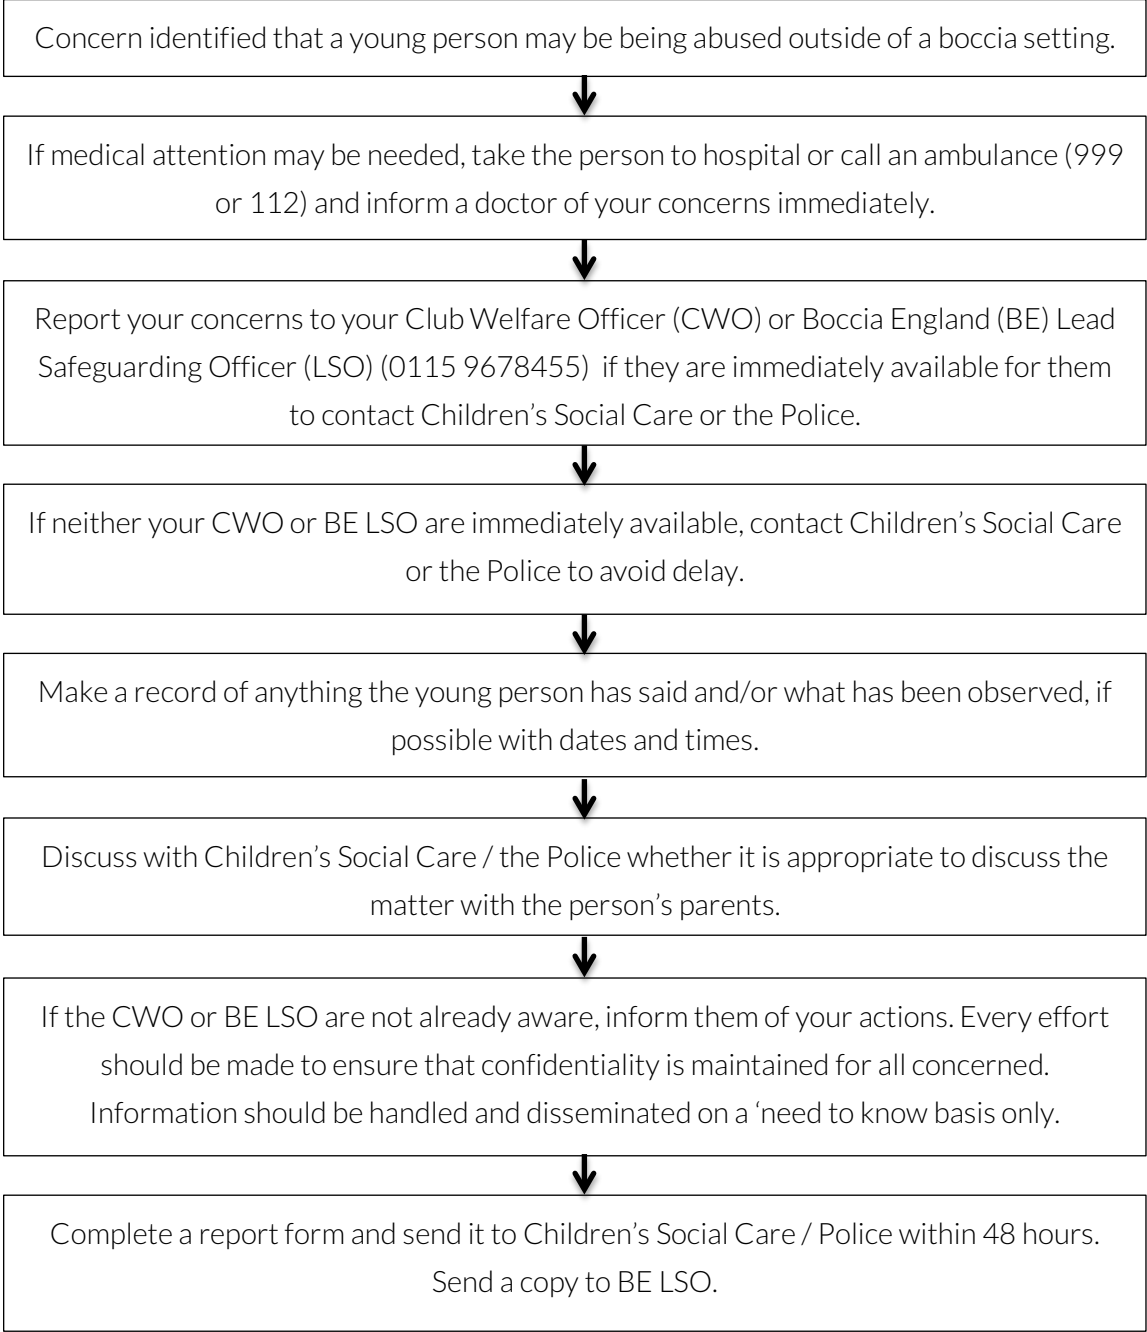 Concern identified that a young person may be being abused outside of a boccia setting.
If medical attention may be needed, take the person to hospital or call an ambulance (999
or 112) and inform a doctor of your concerns immediately.
Report your concerns to your Club Welfare Officer (CWO) or Boccia England (BE) Lead
Safeguarding Officer (LSO) (0115 9678455)  if they are immediately available for them
to contact Children’s Social Care or the Police.
If neither your CWO or BE LSO are immediately available, contact Children’s Social Care
or the Police to avoid delay.
Make a record of anything the young person has said and/or what has been observed, if
possible with dates and times.
Discuss with Children’s Social Care / the Police whether it is appropriate to discuss the
matter with the person’s parents.
If the CWO or BE LSO are not already aware, inform them of your actions. Every effort
should be made to ensure that confidentiality is maintained for all concerned.
Information should be handled and disseminated on a ‘need to know basis only.
Complete a report form and send it to Children’s Social Care / Police within 48 hours.
Send a copy to BE LSO.